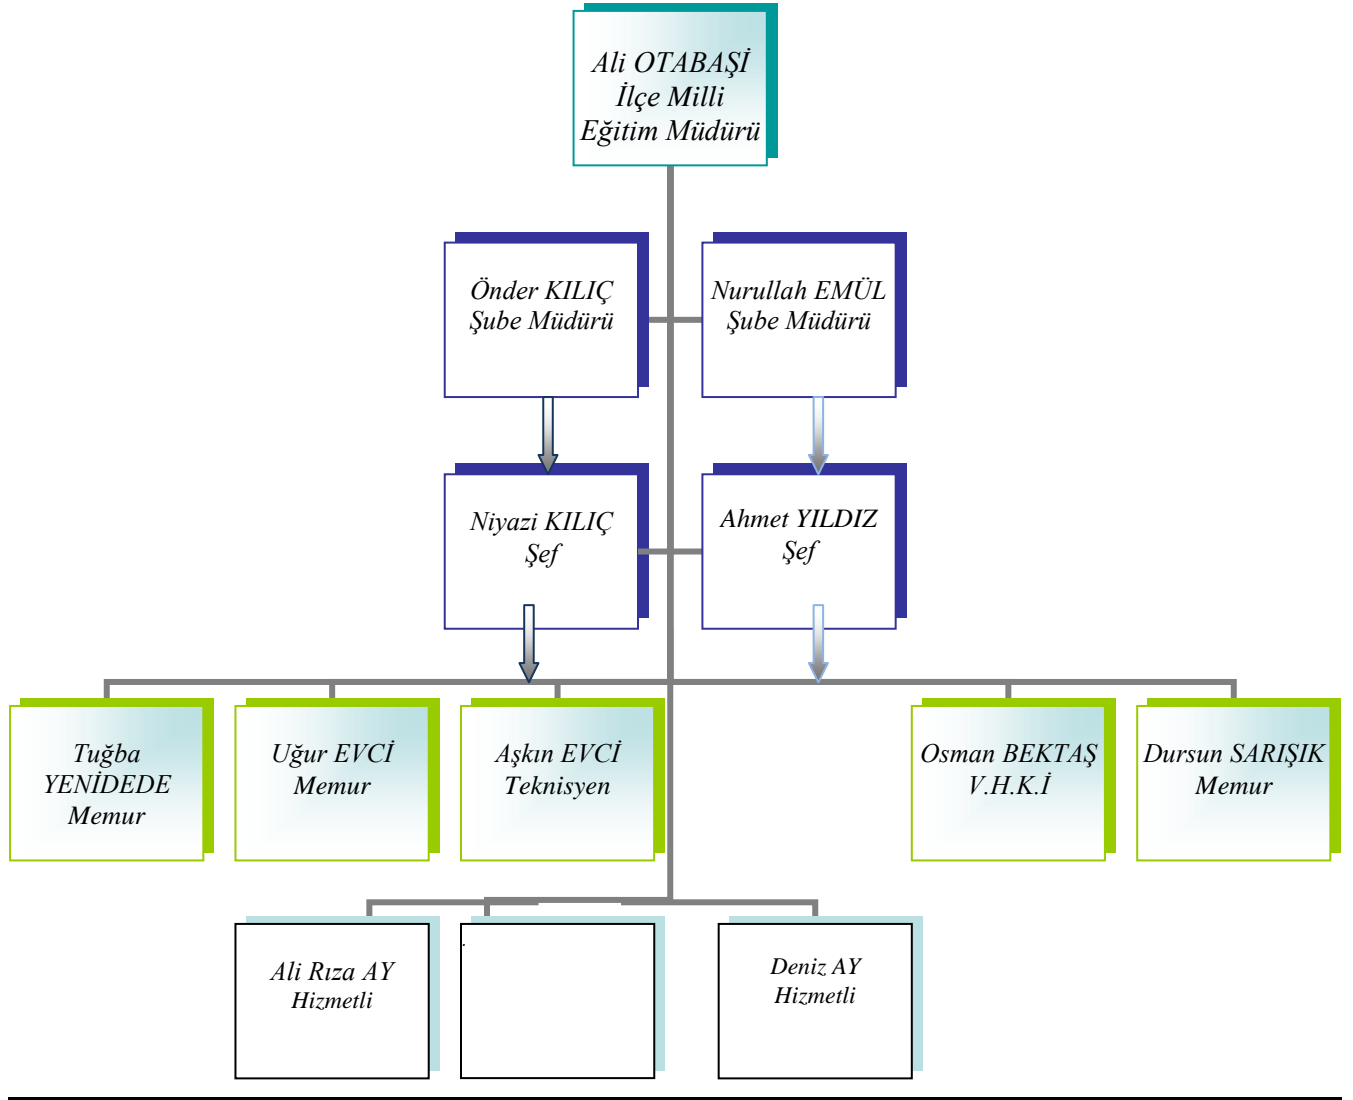 Ali OTABAŞİ
İlçe Milli
Eğitim Müdürü
Önder KILIÇ
Şube Müdürü
Nurullah EMÜL
Şube Müdürü
Niyazi KILIÇ
Şef
Ahmet YILDIZ
Şef
Tuğba
YENİDEDE
Memur
Uğur EVCİ
Memur
Aşkın EVCİ
Teknisyen
Osman BEKTAŞ
V.H.K.İ
Dursun SARIŞIK
Memur
Ali Rıza AY
Hizmetli
.
Deniz AY
Hizmetli